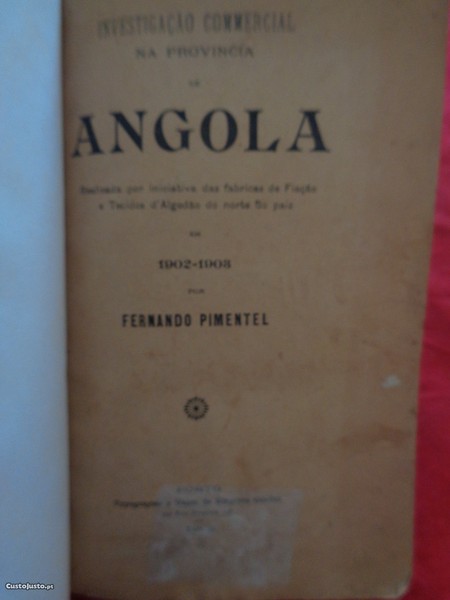 INVESTIGAÇÃO COMMERCIAL
NA PROVINCIA
DE
ANGOLA
Realisada por iniciativa das fabricas de Fiação
e Tecidos d'Algodão do norte do paiz
EM
1902-1903
POR
FERNANDO PIMENTEL
PORTO
CustoJusto.pt